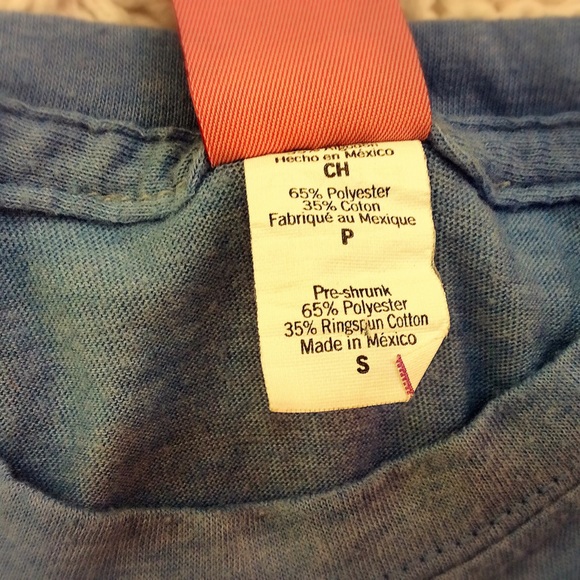 Hecho en México
CH
65% Polyester
35% Coton
Fabriqué au Mexique
P
Pre-shrunk
65% Polyester
35% Ringspun Cotton
Made in México
S